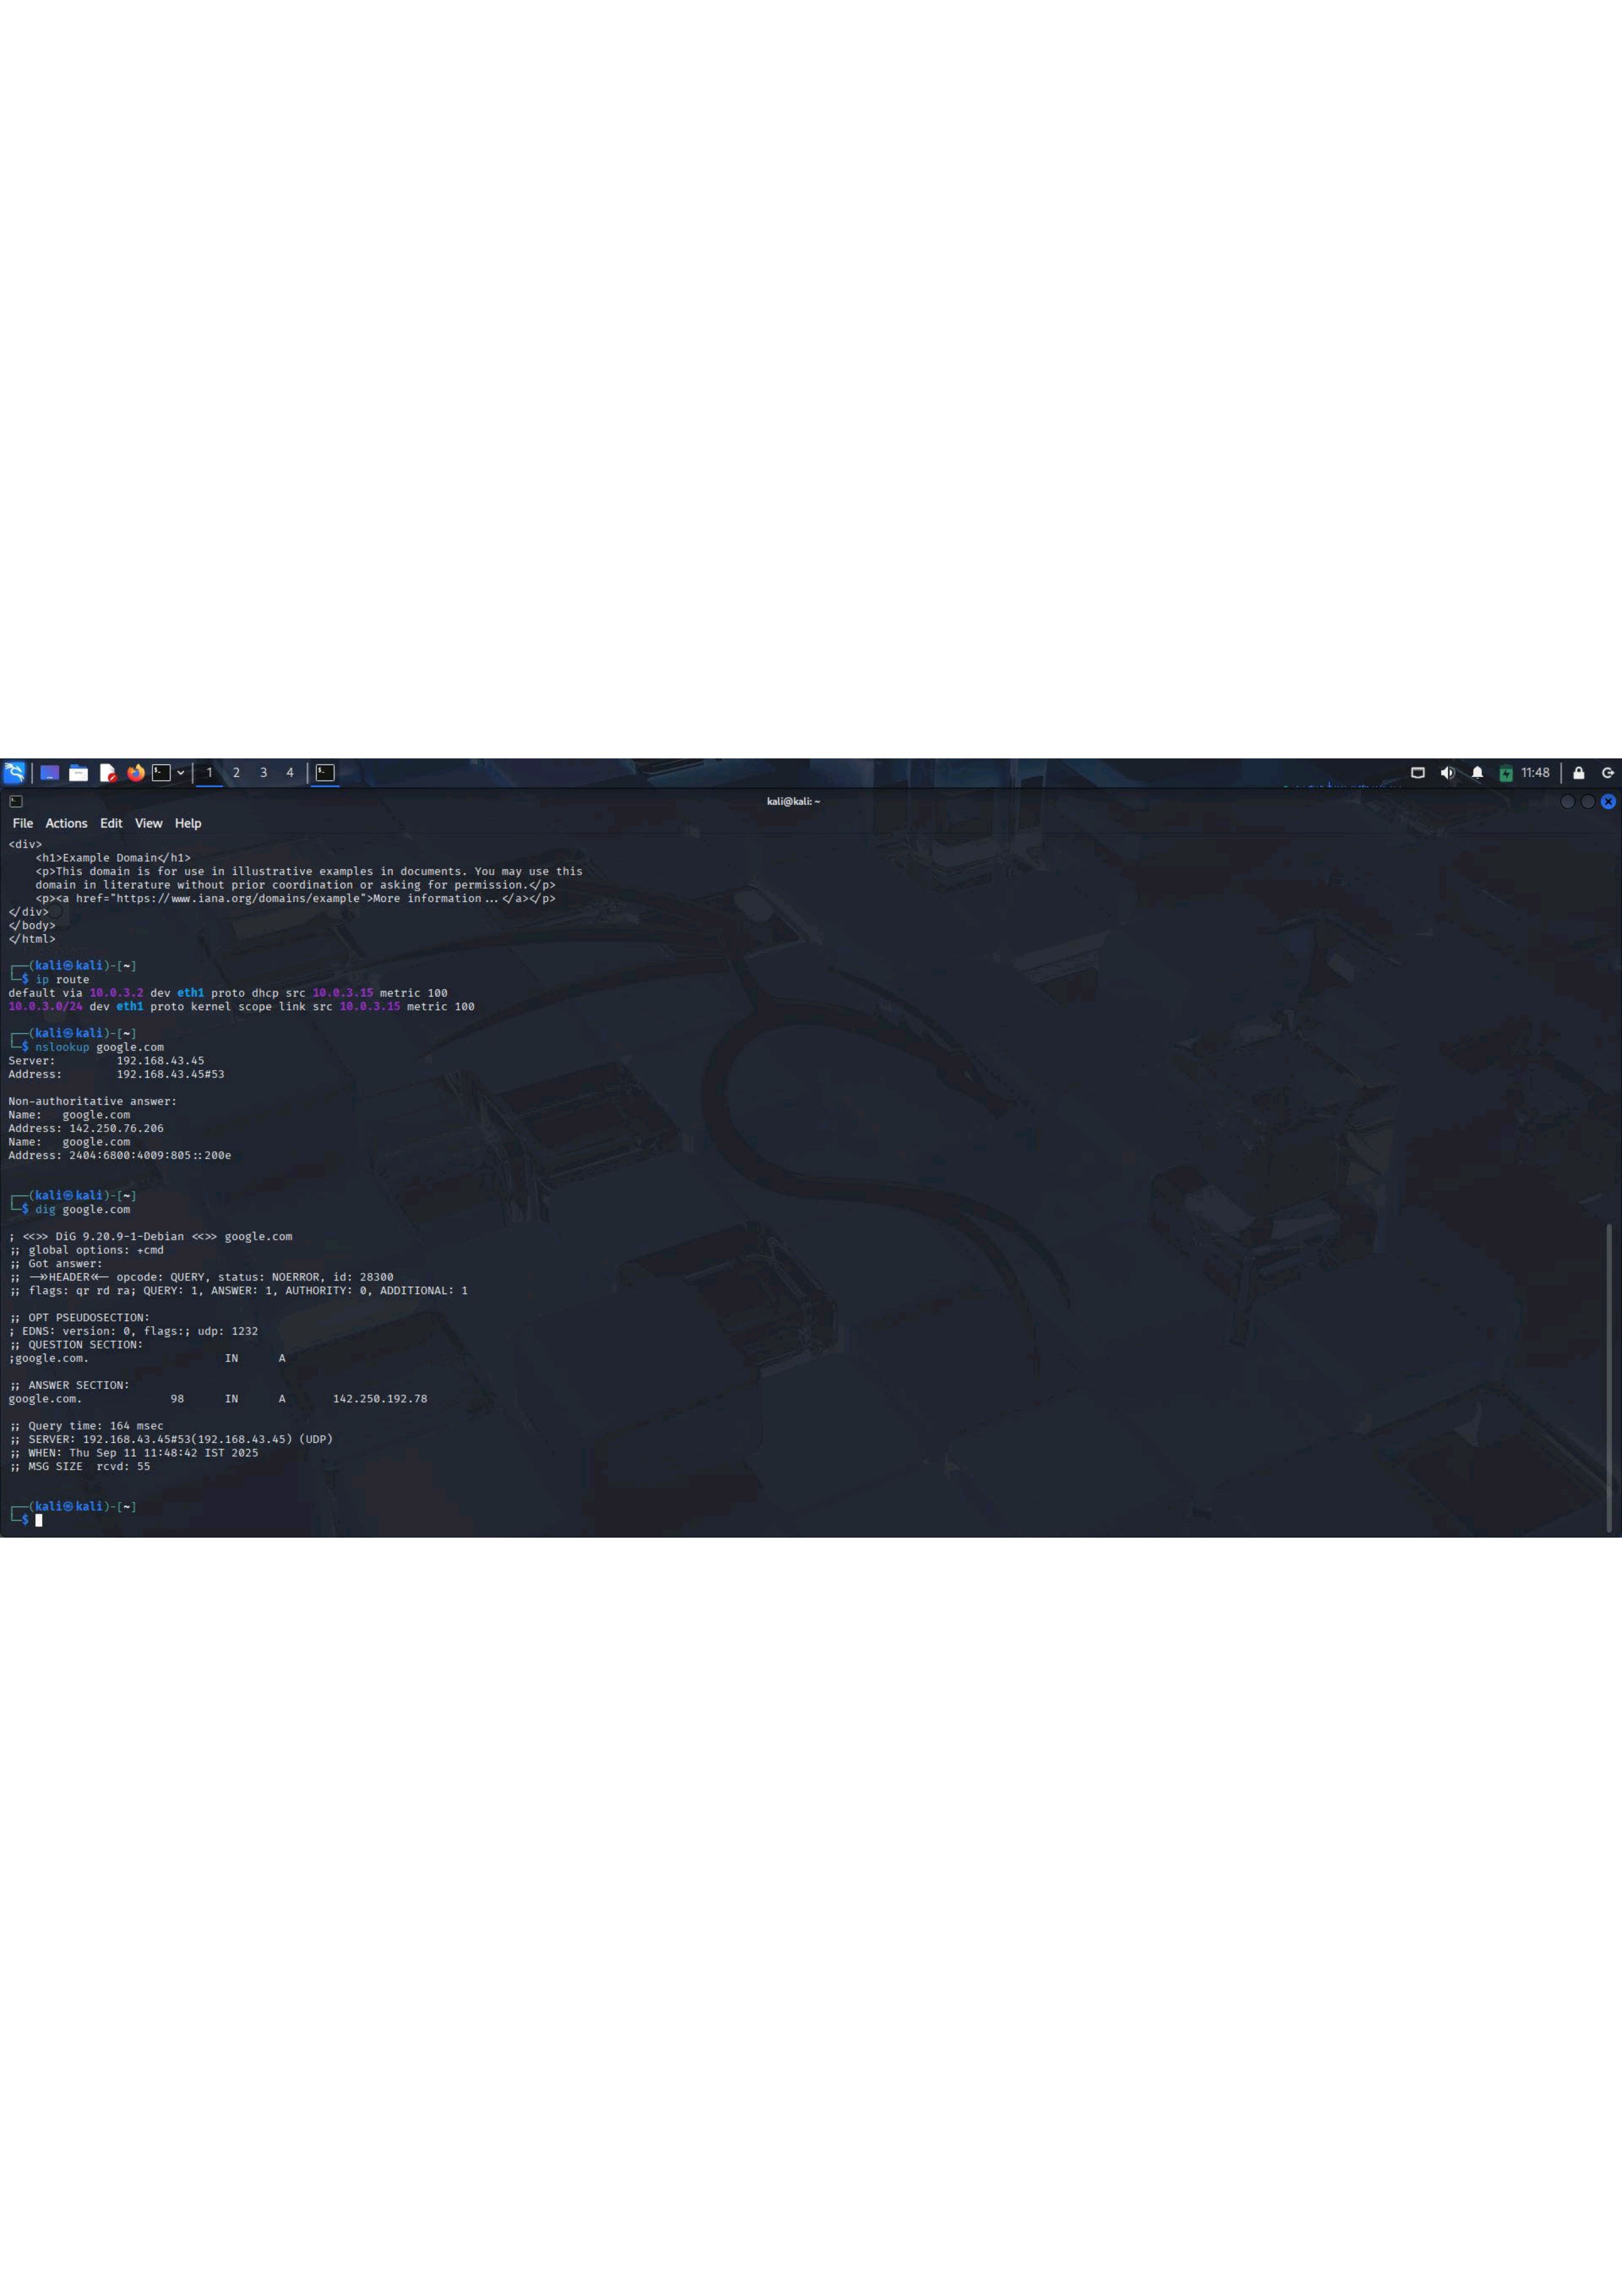 1 2 3 4 11:48
kali@kali: ~
File Actions Edit View Help
<div>
    <h1>Example Domain</h1>
    <p>This domain is for use in illustrative examples in documents. You may use this
    domain in literature without prior coordination or asking for permission.</p>
    <p><a href="https://www.iana.org/domains/example">More information...</a></p>
</div>
</body>
</html>
┌──(kali㉿kali)-[~]
└─$ ip route
default via 10.0.3.2 dev eth1 proto dhcp src 10.0.3.15 metric 100
10.0.3.0/24 dev eth1 proto kernel scope link src 10.0.3.15 metric 100
┌──(kali㉿kali)-[~]
└─$ nslookup google.com
Server:         192.168.43.45
Address:        192.168.43.45#53
Non-authoritative answer:
Name:   google.com
Address: 142.250.76.206
Name:   google.com
Address: 2404:6800:4009:805::200e
┌──(kali㉿kali)-[~]
└─$ dig google.com
; <<>> DiG 9.20.9-1-Debian <<>> google.com
;; global options: +cmd
;; Got answer:
;; ->>HEADER<<- opcode: QUERY, status: NOERROR, id: 28300
;; flags: qr rd ra; QUERY: 1, ANSWER: 1, AUTHORITY: 0, ADDITIONAL: 1
;; OPT PSEUDOSECTION:
; EDNS: version: 0, flags:; udp: 1232
;; QUESTION SECTION:
;google.com.                    IN      A
;; ANSWER SECTION:
google.com.             98      IN      A       142.250.192.78
;; Query time: 164 msec
;; SERVER: 192.168.43.45#53(192.168.43.45) (UDP)
;; WHEN: Thu Sep 11 11:48:42 IST 2025
;; MSG SIZE  rcvd: 55
┌──(kali㉿kali)-[~]
└─$